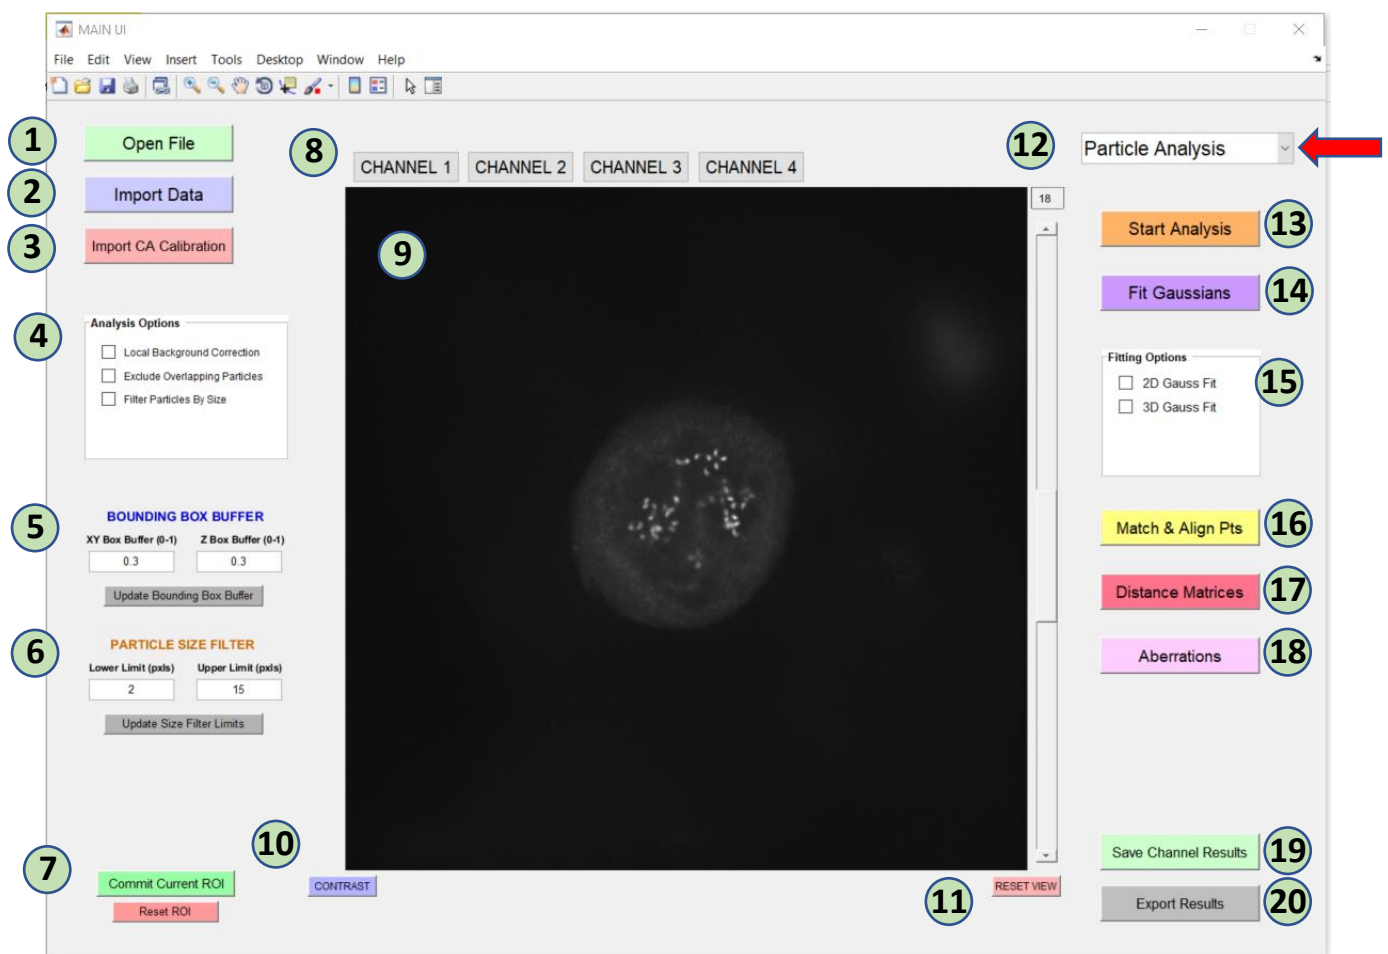 MAIN UI
File Edit View Insert Tools Desktop Window Help
1
Open File
2
Import Data
3
Import CA Calibration
4
Analysis Options
Local Background Correction
Exclude Overlapping Particles
Filter Particles By Size
5
BOUNDING BOX BUFFER
XY Box Buffer (0-1) Z Box Buffer (0-1)
0.3 0.3
Update Bounding Box Buffer
6
PARTICLE SIZE FILTER
Lower Limit (pxls) Upper Limit (pxls)
2 15
Update Size Filter Limits
7
Commit Current ROI
Reset ROI
8
CHANNEL 1 CHANNEL 2 CHANNEL 3 CHANNEL 4
18
9
10
CONTRAST
11
RESET VIEW
12
Particle Analysis
Start Analysis
13
Fit Gaussians
14
Fitting Options
2D Gauss Fit
3D Gauss Fit
15
Match & Align Pts
16
Distance Matrices
17
Aberrations
18
Save Channel Results
19
Export Results
20